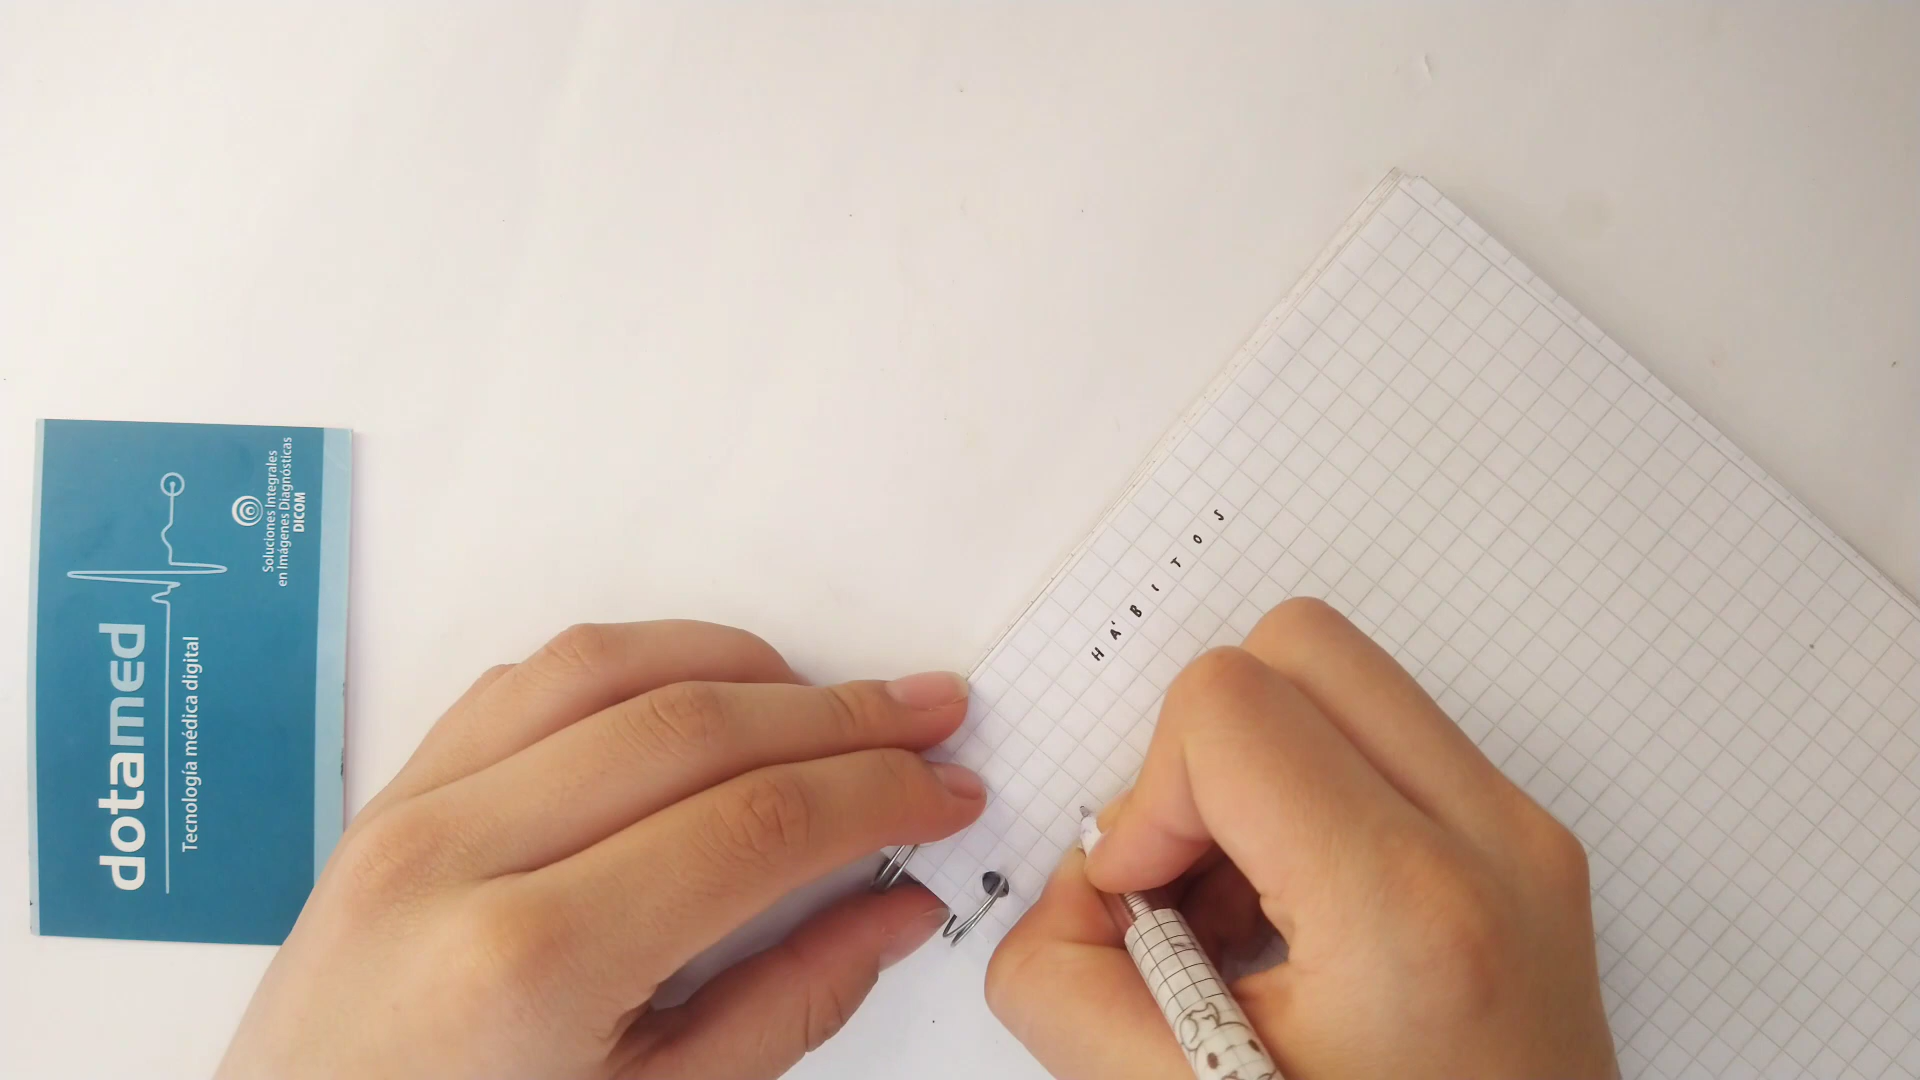 dotamed
Tecnología médica digital
Soluciones Integrales
en Imágenes Diagnósticas
DICOM
HÁBITOS